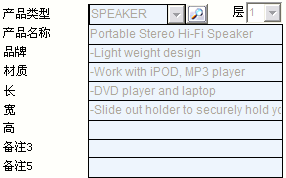 产品类型 SPEAKER 层 1
产品名称 Portable Stereo Hi-Fi Speaker
品牌 -Light weight design
材质 -Work with iPOD, MP3 player
长 -DVD player and laptop
宽 -Slide out holder to securely hold
高
备注3
备注5